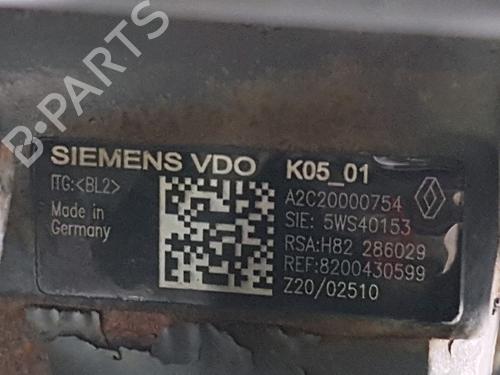 B-PARTS
SIEMENS VDO K05_01
ITG:<BL2>
A2C20000754
Made in
Germany
SIE: 5WS40153
RSA:H82 286029
REF:8200430599
Z20/02510